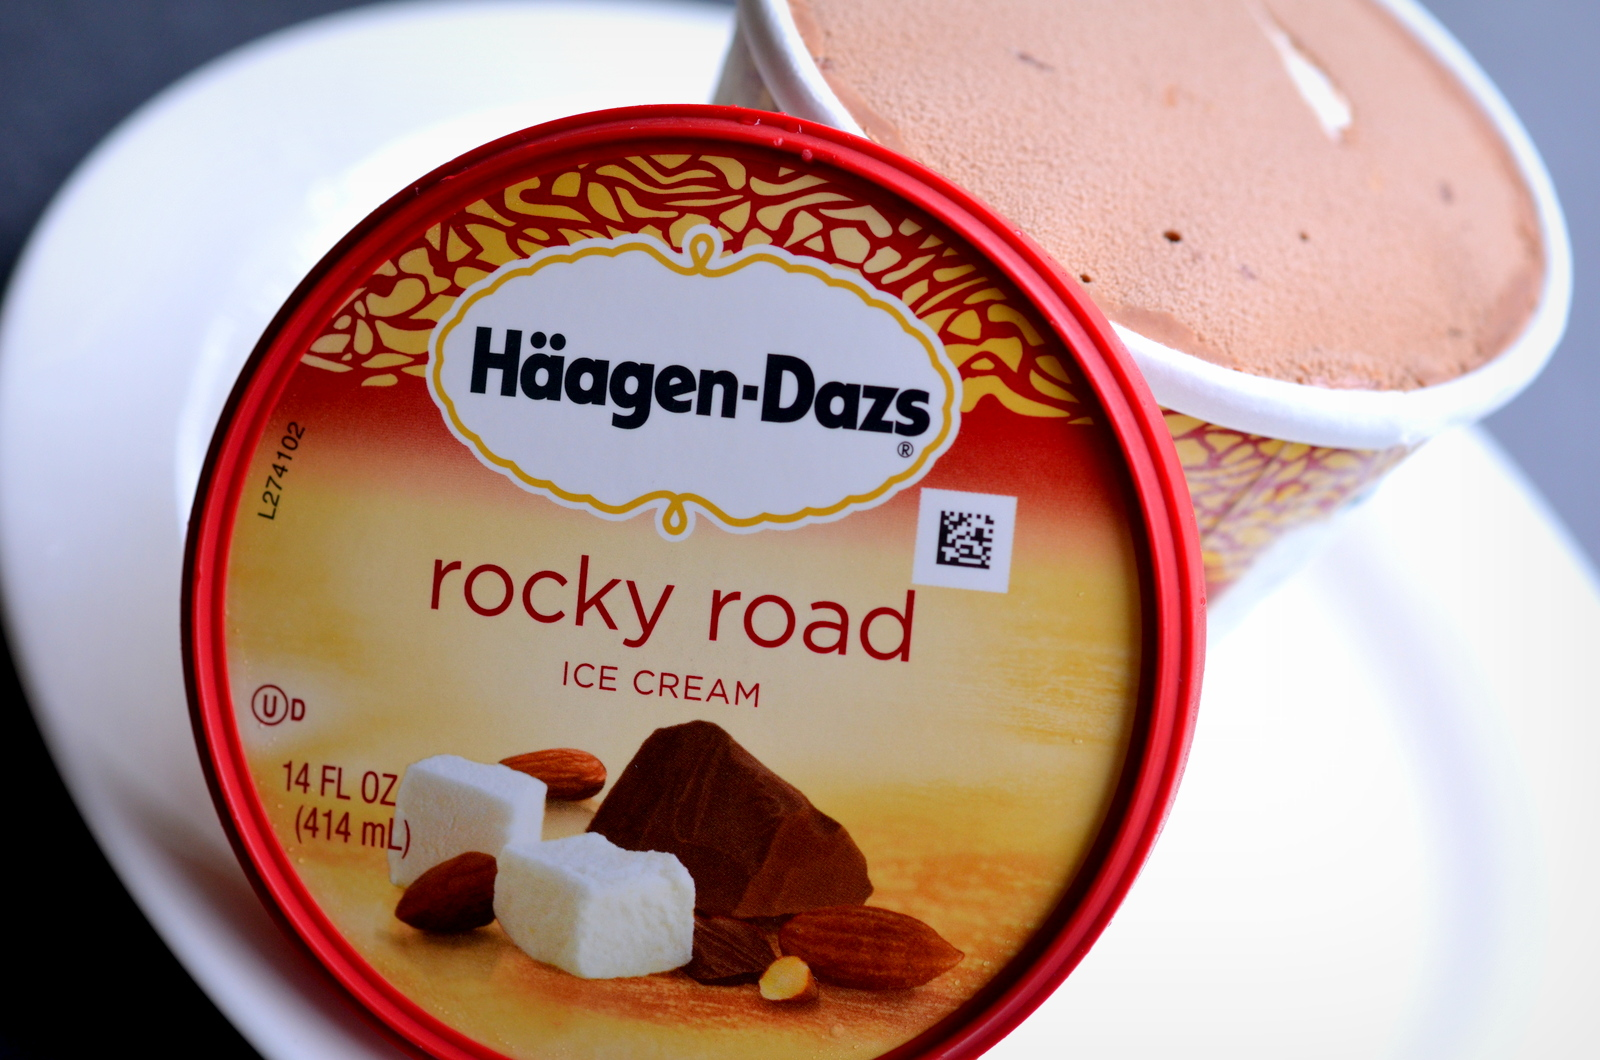 Häagen-Dazs
®
L274102
rocky road
ICE CREAM
UD
14 FL OZ
(414 mL)